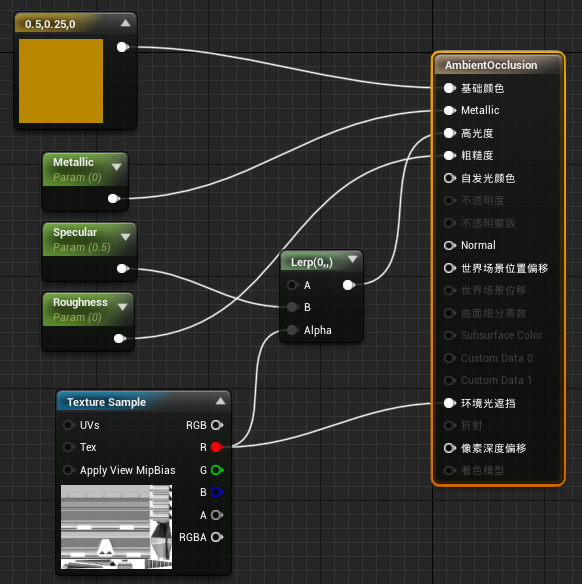 0.5,0.25,0
Metallic
Param (0)
Specular
Param (0.5)
Roughness
Param (0)
Lerp(0,,)
A
B
Alpha
Texture Sample
UVs
RGB
Tex
R
Apply View MipBias
G
B
A
RGBA
AmbientOcclusion
基础颜色
Metallic
高光度
粗糙度
自发光颜色
不透明度
不透明蒙版
Normal
世界场景位置偏移
世界场景位移
曲面细分乘数
Subsurface Color
Custom Data 0
Custom Data 1
环境光遮挡
折射
像素深度偏移
着色模型